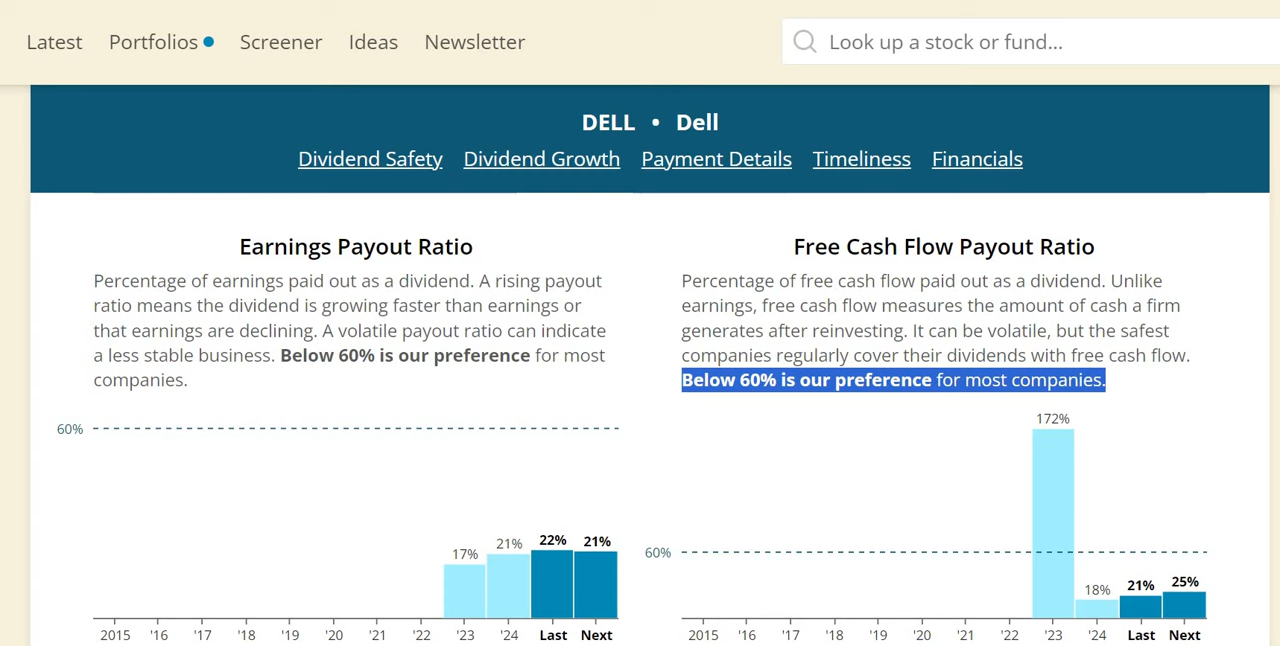 Latest Portfolios Screener Ideas Newsletter
Look up a stock or fund...
DELL • Dell
Dividend Safety Dividend Growth Payment Details Timeliness Financials
Earnings Payout Ratio
Percentage of earnings paid out as a dividend. A rising payout
ratio means the dividend is growing faster than earnings or
that earnings are declining. A volatile payout ratio can indicate
a less stable business. Below 60% is our preference for most
companies.
60%
17% 21% 22% 21%
2015 '16 '17 '18 '19 '20 '21 '22 '23 '24 Last Next
Free Cash Flow Payout Ratio
Percentage of free cash flow paid out as a dividend. Unlike
earnings, free cash flow measures the amount of cash a firm
generates after reinvesting. It can be volatile, but the safest
companies regularly cover their dividends with free cash flow.
Below 60% is our preference for most companies.
172%
60%
18% 21% 25%
2015 '16 '17 '18 '19 '20 '21 '22 '23 '24 Last Next